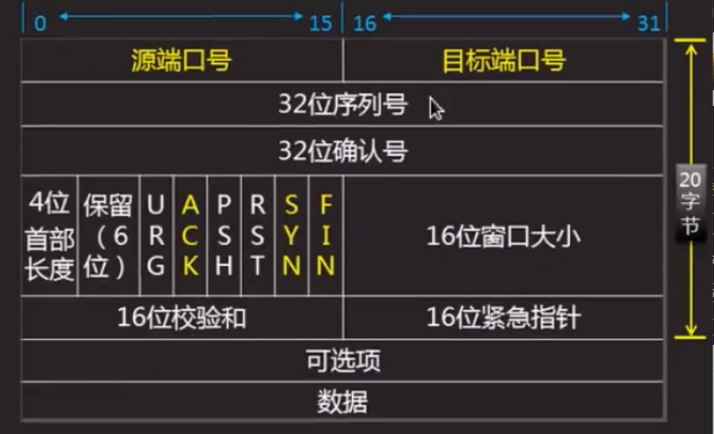 0 15 16 31
源端口号 目标端口号
32位序列号
32位确认号
4位首部长度 保留（6位） URG ACK PSH RST SYN FIN 16位窗口大小
20字节
16位校验和 16位紧急指针
可选项
数据